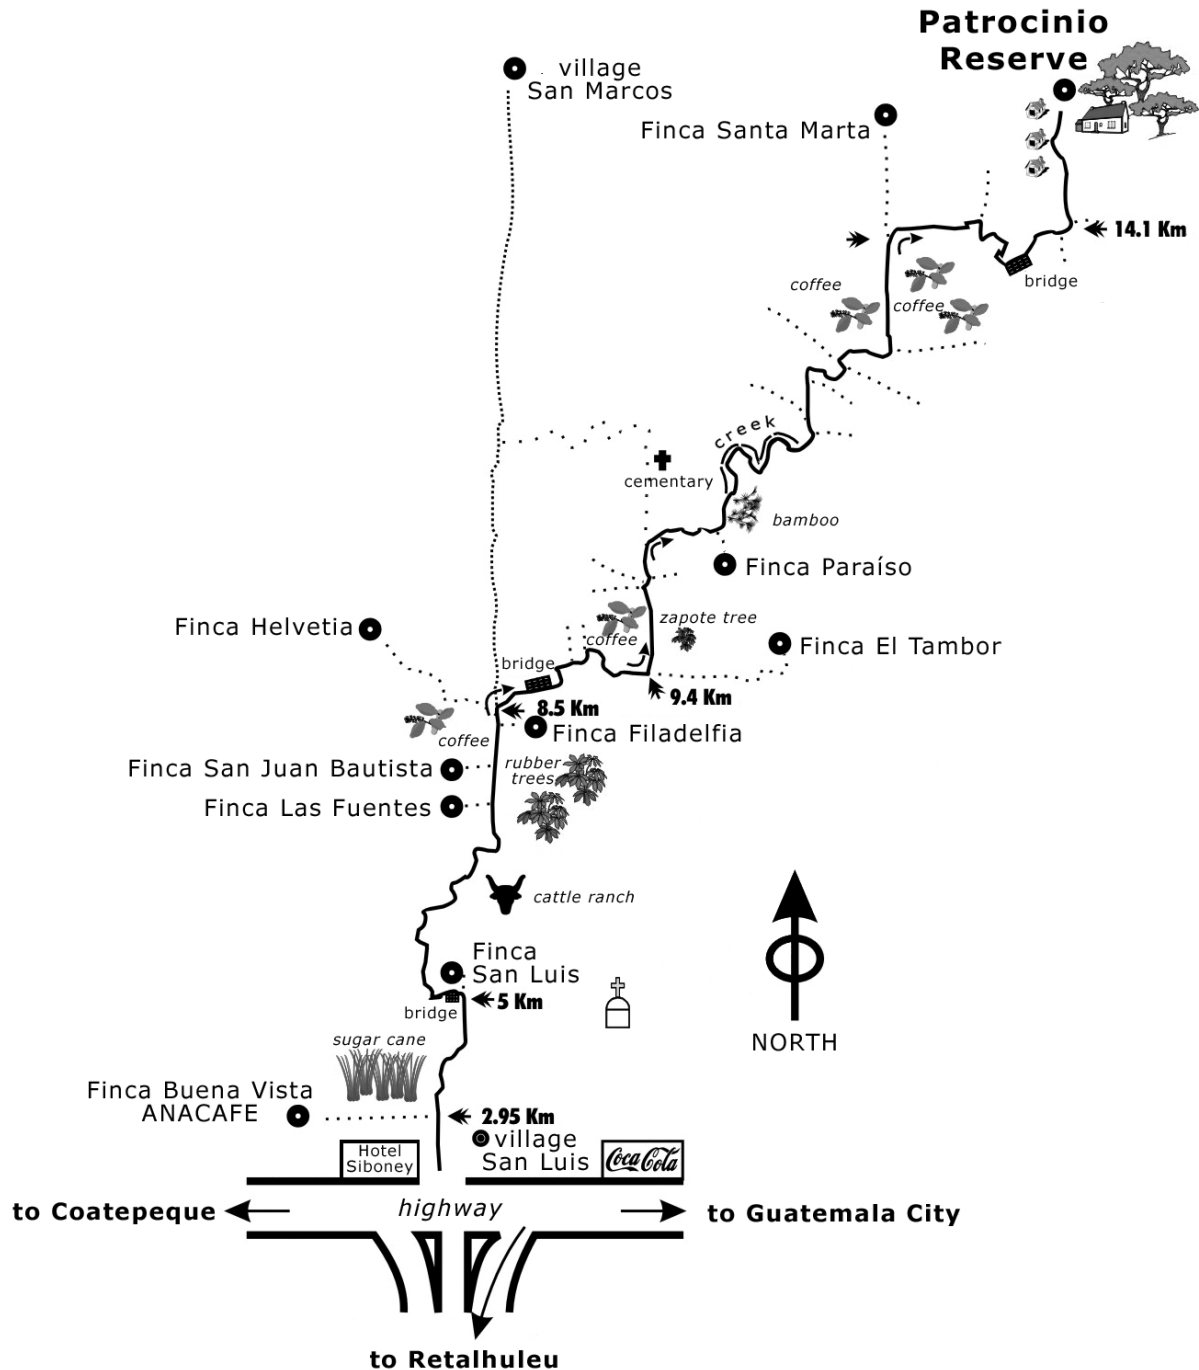 Patrocinio
Reserve
village
San Marcos
Finca Santa Marta
14.1 Km
bridge
coffee
coffee
creek
cementary
bamboo
Finca Paraíso
zapote tree
coffee
Finca Helvetia
Finca El Tambor
bridge
9.4 Km
8.5 Km
Finca Filadelfia
coffee
rubber
trees
Finca San Juan Bautista
Finca Las Fuentes
cattle ranch
Finca
San Luis
5 Km
bridge
NORTH
sugar cane
Finca Buena Vista
ANACAFE
2.95 Km
village
San Luis
Hotel
Siboney
Coca Cola
highway
to Coatepeque
to Guatemala City
to Retalhuleu